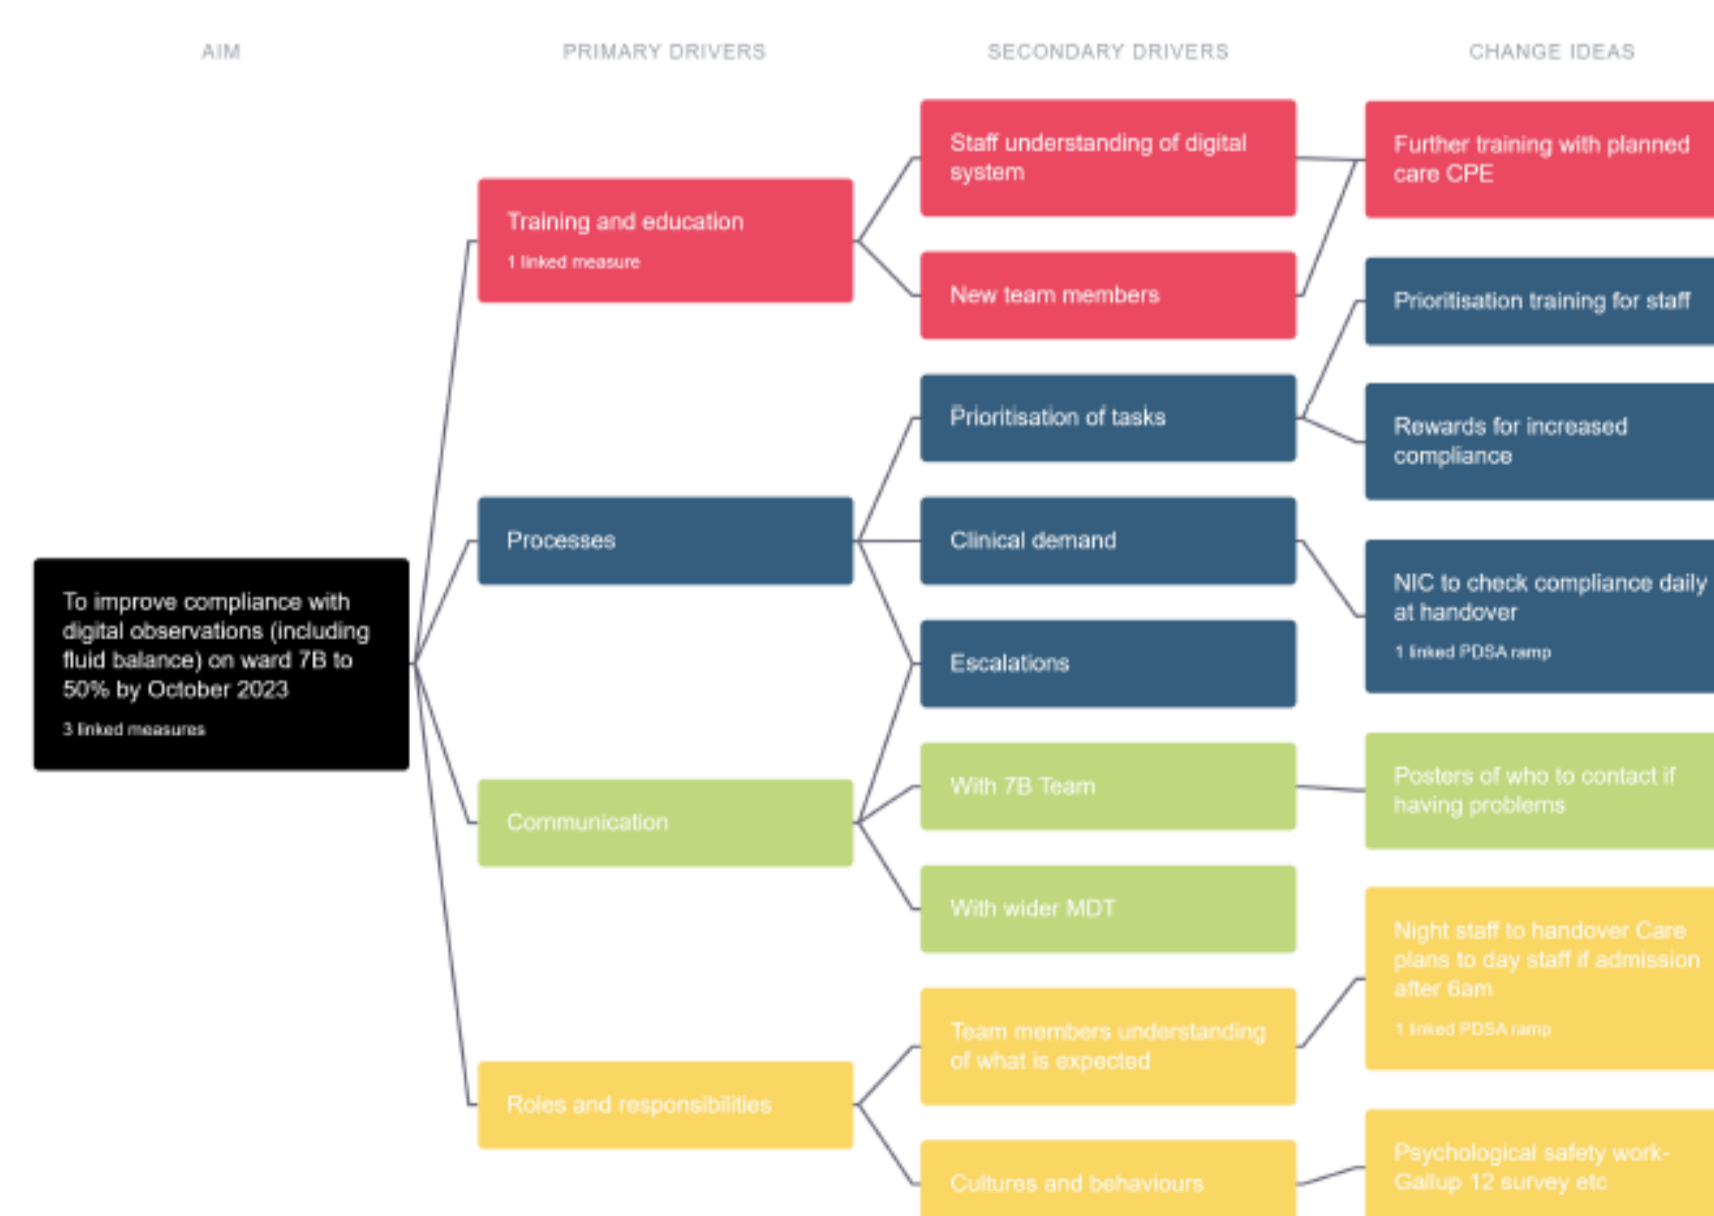 AIM
PRIMARY DRIVERS
SECONDARY DRIVERS
CHANGE IDEAS
To improve compliance with
digital observations (including
fluid balance) on ward 7B to
50% by October 2023
3 linked measures
Training and education
1 linked measure
Processes
Communication
Roles and responsibilities
Staff understanding of digital
system
New team members
Prioritisation of tasks
Clinical demand
Escalations
With 7B Team
With wider MDT
Team members understanding
of what is expected
Cultures and behaviours
Further training with planned
care CPE
Prioritisation training for staff
Rewards for increased
compliance
NIC to check compliance daily
at handover
1 linked PDSA ramp
Posters of who to contact if
having problems
Night staff to handover Care
plans to day staff if admission
after 6am
1 linked PDSA ramp
Psychological safety work-
Gallup 12 survey etc